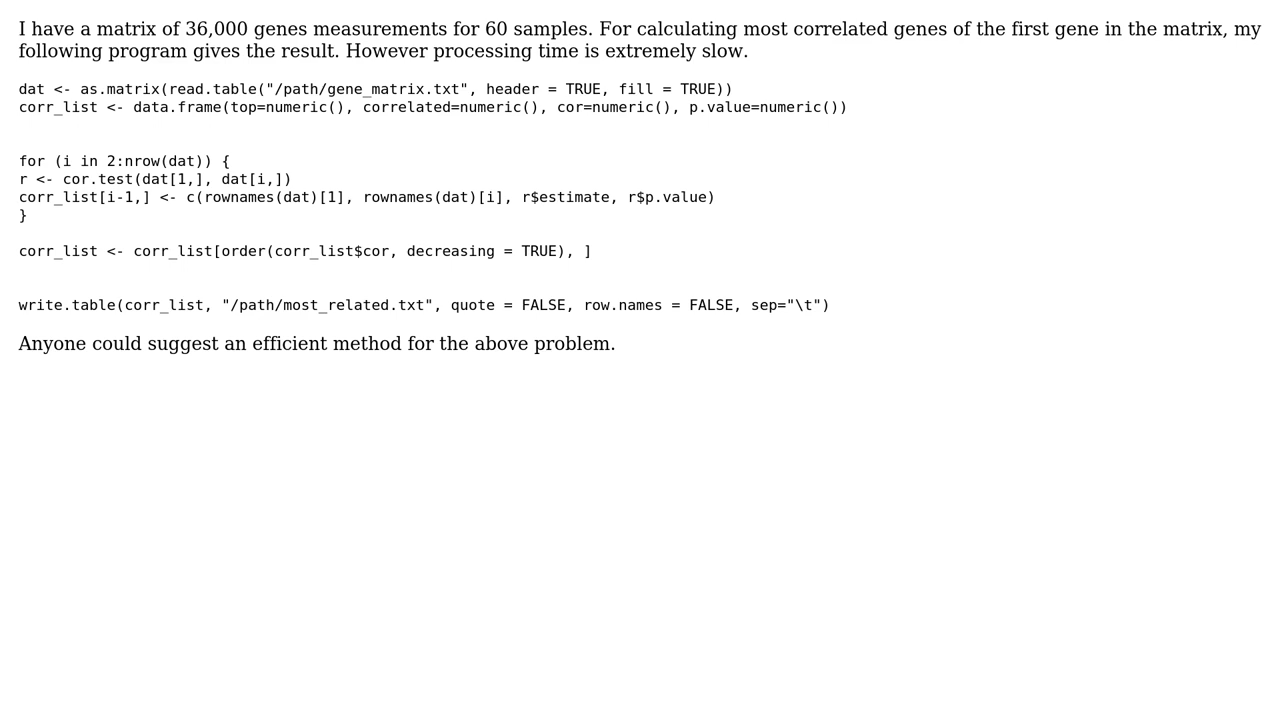 I have a matrix of 36,000 genes measurements for 60 samples. For calculating most correlated genes of the first gene in the matrix, my
following program gives the result. However processing time is extremely slow.
dat <- as.matrix(read.table("/path/gene_matrix.txt", header = TRUE, fill = TRUE))
corr_list <- data.frame(top=numeric(), correlated=numeric(), cor=numeric(), p.value=numeric())
for (i in 2:nrow(dat)) {
r <- cor.test(dat[1,], dat[i,])
corr_list[i-1,] <- c(rownames(dat)[1], rownames(dat)[i], r$estimate, r$p.value)
}
corr_list <- corr_list[order(corr_list$cor, decreasing = TRUE), ]
write.table(corr_list, "/path/most_related.txt", quote = FALSE, row.names = FALSE, sep="\t")
Anyone could suggest an efficient method for the above problem.